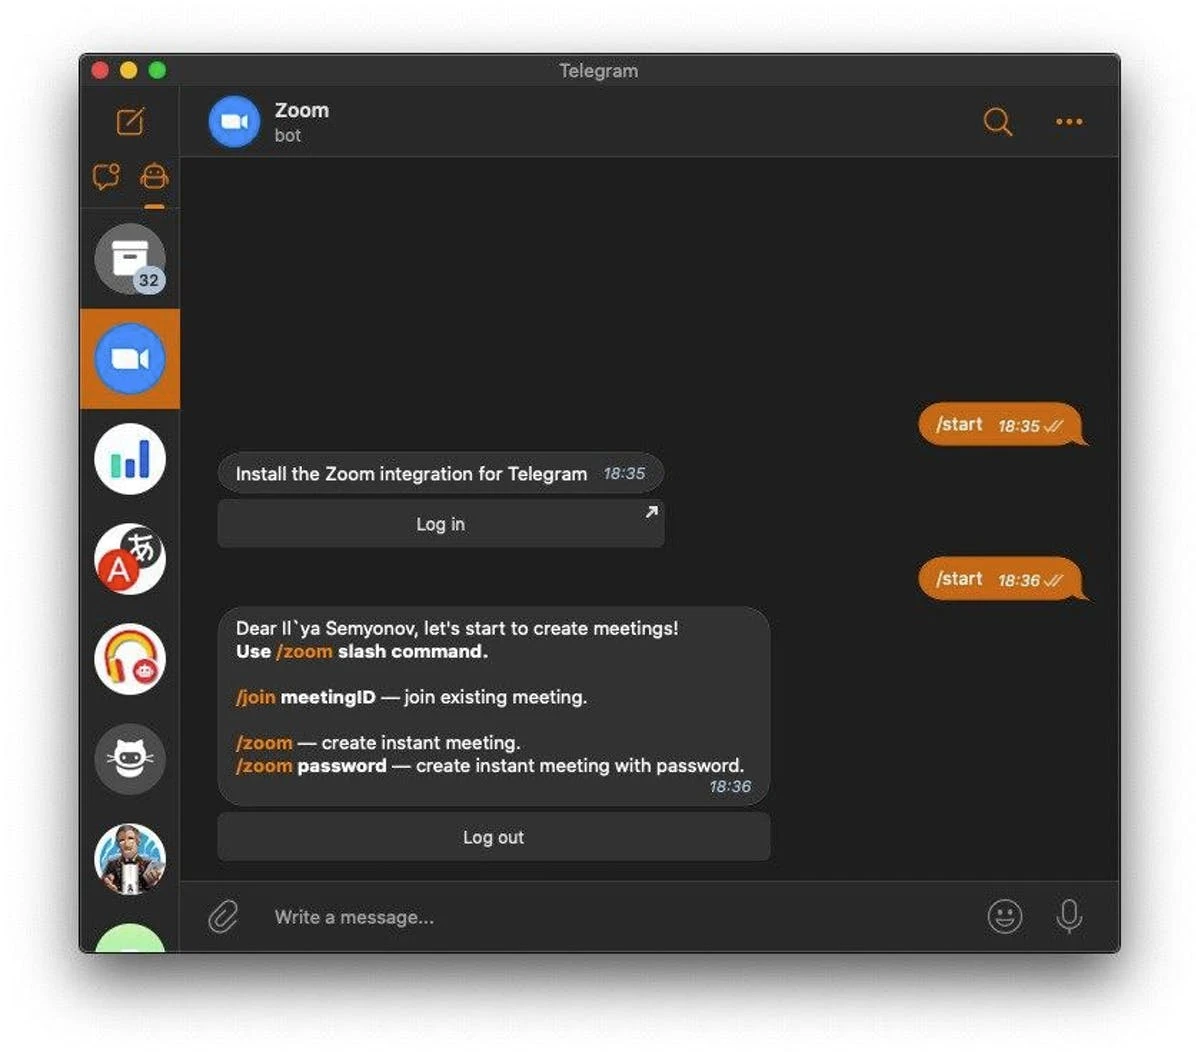 Telegram
Zoom
bot
32
/start 18:35
Install the Zoom integration for Telegram 18:35
Log in
/start 18:36
Dear Il`ya Semyonov, let's start to create meetings!
Use /zoom slash command.
/join meetingID — join existing meeting.
/zoom — create instant meeting.
/zoom password — create instant meeting with password.
18:36
Log out
Write a message...
あ
A
A